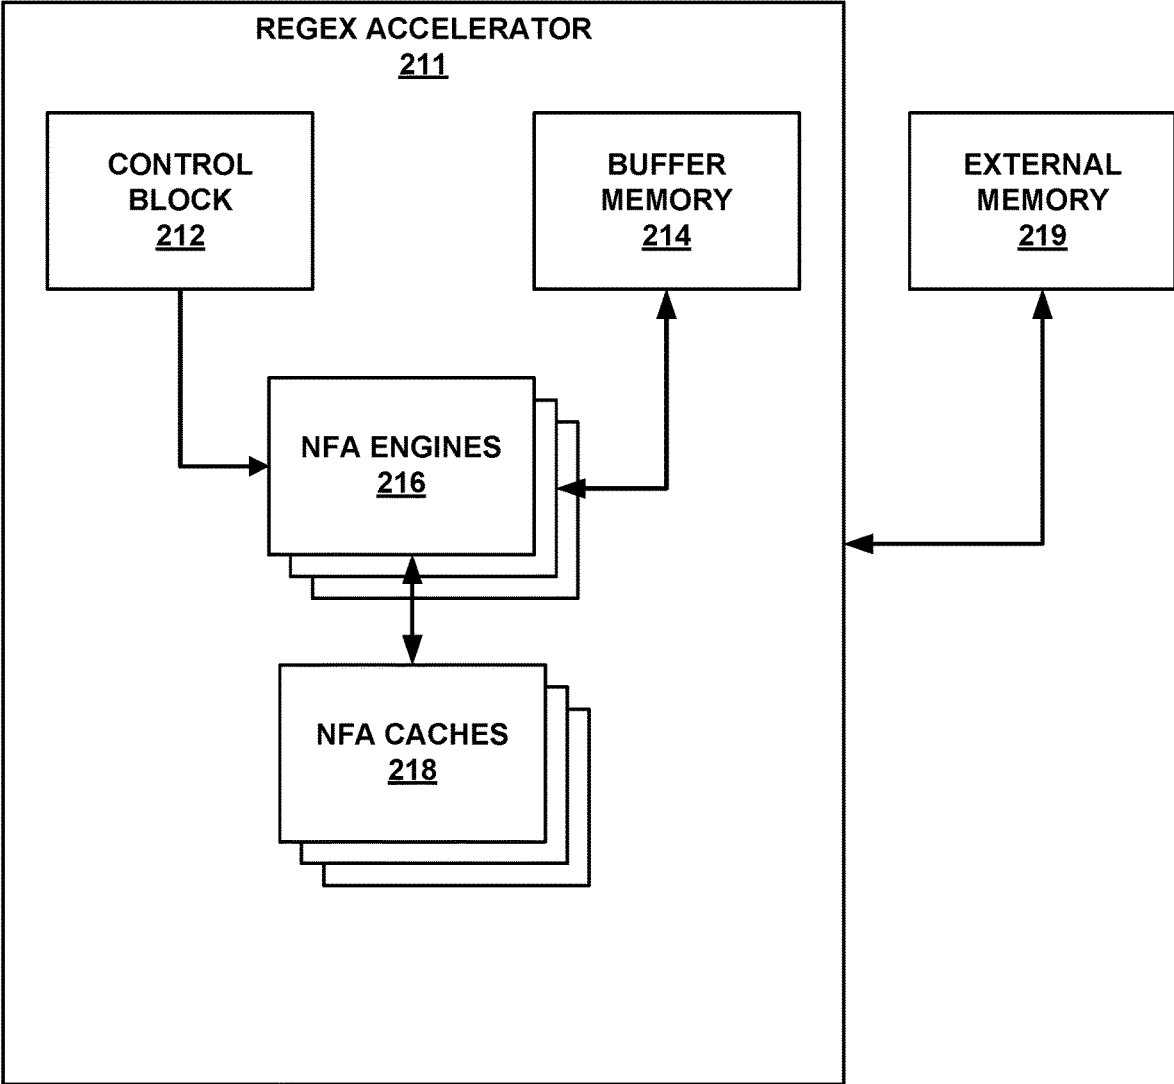 REGEX ACCELERATOR
211
CONTROL
BLOCK
212
BUFFER
MEMORY
214
EXTERNAL
MEMORY
219
NFA ENGINES
216
NFA CACHES
218